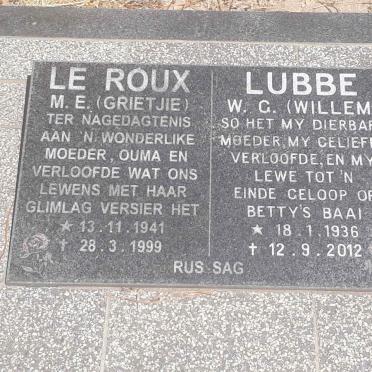 LE ROUX
M. E. (GRIETJIE)
TER NAGEDAGTENIS
AAN 'N WONDERLIKE
MOEDER, OUMA EN
VERLOOFDE WAT ONS
LEWENS MET HAAR
GLIMLAG VERSIER HET
★ 13.11.1941
✝ 28.3.1999
LUBBE
W. G. (WILLEM
SO HET MY DIERBAR
MOEDER, MY GELIEF
VERLOOFDE, EN MY
LEWE TOT 'N
EINDE GELOOP OP
BETTY'S BAAI
★ 18.1.1936
✝ 12.9.2012
RUS SAG